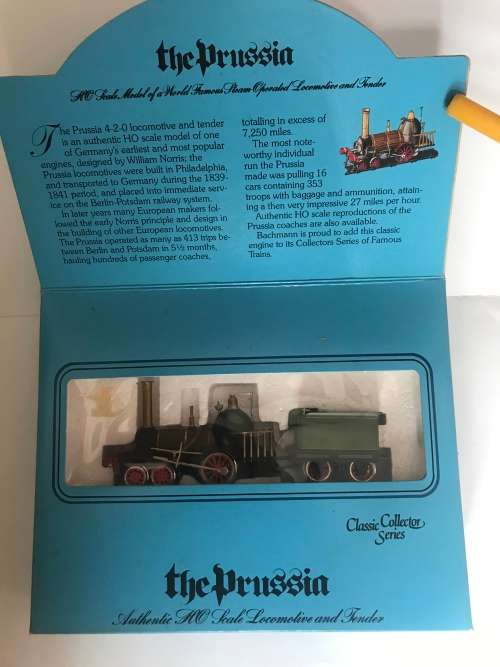 the Prussia
HO Scale Model of a World Famous Steam Operated Locomotive and Tender
The Prussia 4-2-0 locomotive and tender
is an authentic HO scale model of one
of Germany's earliest and most popular
engines, designed by William Norris; the
Prussia locomotives were built in Philadelphia,
and transported to Germany during the 1839-
1841 period, and placed into immediate serv-
ice on the Berlin-Potsdam railway system.
In later years many European makers fol-
lowed the early Norris principle and design in
the building of other European locomotives.
The Prussia operated as many as 413 trips be-
tween Berlin and Potsdam in 5½ months,
hauling hundreds of passenger coaches,
totalling in excess of
7,250 miles.
The most note-
worthy individual
run the Prussia
made was pulling 16
cars containing 353
troops with baggage and ammunition, attain-
ing a then very impressive 27 miles per hour.
Authentic HO scale reproductions of the
Prussia coaches are also available.
Bachmann is proud to add this classic
engine to its Collectors Series of Famous
Trains.
Classic Collector
Series
the Prussia
Authentic HO Scale Locomotive and Tender